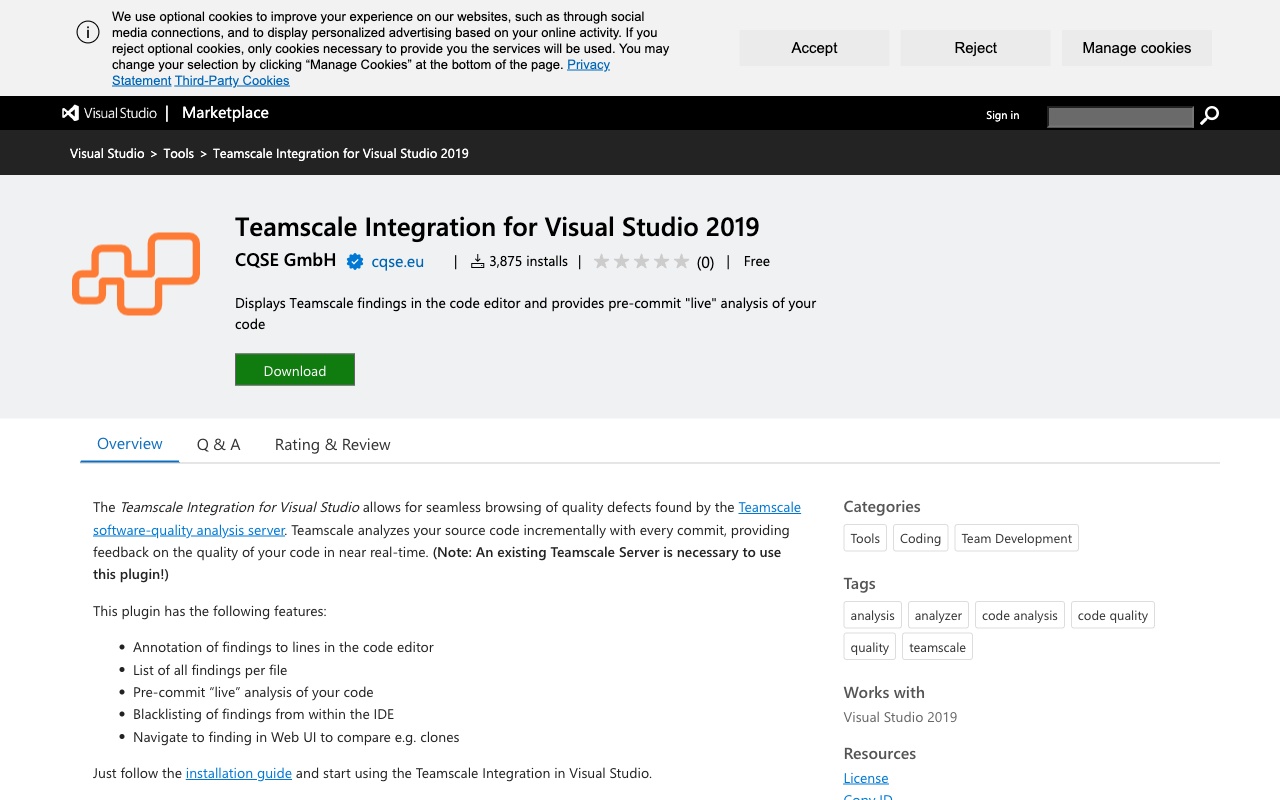 We use optional cookies to improve your experience on our websites, such as through social
media connections, and to display personalized advertising based on your online activity. If you
reject optional cookies, only cookies necessary to provide you the services will be used. You may
change your selection by clicking “Manage Cookies” at the bottom of the page. Privacy
Statement Third-Party Cookies
Accept
Reject
Manage cookies
Visual Studio | Marketplace
Sign in
Visual Studio > Tools > Teamscale Integration for Visual Studio 2019
Teamscale Integration for Visual Studio 2019
CQSE GmbH cqse.eu | 3,875 installs | (0) | Free
Displays Teamscale findings in the code editor and provides pre-commit "live" analysis of your
code
Download
Overview
Q & A
Rating & Review
The Teamscale Integration for Visual Studio allows for seamless browsing of quality defects found by the Teamscale
software-quality analysis server. Teamscale analyzes your source code incrementally with every commit, providing
feedback on the quality of your code in near real-time. (Note: An existing Teamscale Server is necessary to use
this plugin!)
This plugin has the following features:
• Annotation of findings to lines in the code editor
• List of all findings per file
• Pre-commit “live” analysis of your code
• Blacklisting of findings from within the IDE
• Navigate to finding in Web UI to compare e.g. clones
Just follow the installation guide and start using the Teamscale Integration in Visual Studio.
Categories
Tools
Coding
Team Development
Tags
analysis
analyzer
code analysis
code quality
quality
teamscale
Works with
Visual Studio 2019
Resources
License
Copy ID